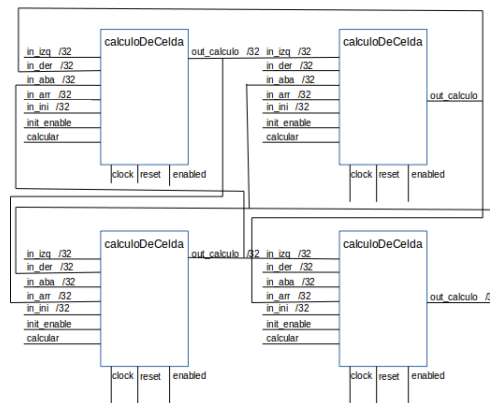 calculoDeCelda
in_izq /32
in_der /32
in_aba /32
in_arr /32
in_ini /32
init_enable
calcular
out_calculo /32
clock reset enabled
calculoDeCelda
in_izq /32
in_der /32
in_aba /32
in_arr /32
in_ini /32
init_enable
calcular
out_calculo
clock reset enabled
calculoDeCelda
in_izq /32
in_der /32
in_aba /32
in_arr /32
in_ini /32
init_enable
calcular
out_calculo /32
clock reset enabled
calculoDeCelda
in_izq /32
in_der /32
in_aba /32
in_arr /32
in_ini /32
init_enable
calcular
out_calculo
clock reset enabled